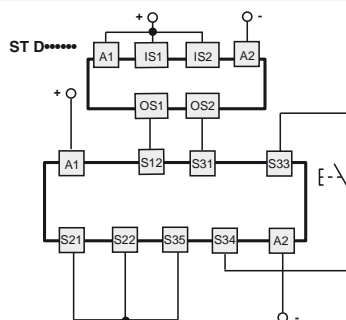 + -
ST D••••••
A1 IS1 IS2 A2
OS1 OS2
+
A1 S12 S31 S33
S21 S22 S35 S34 A2
-